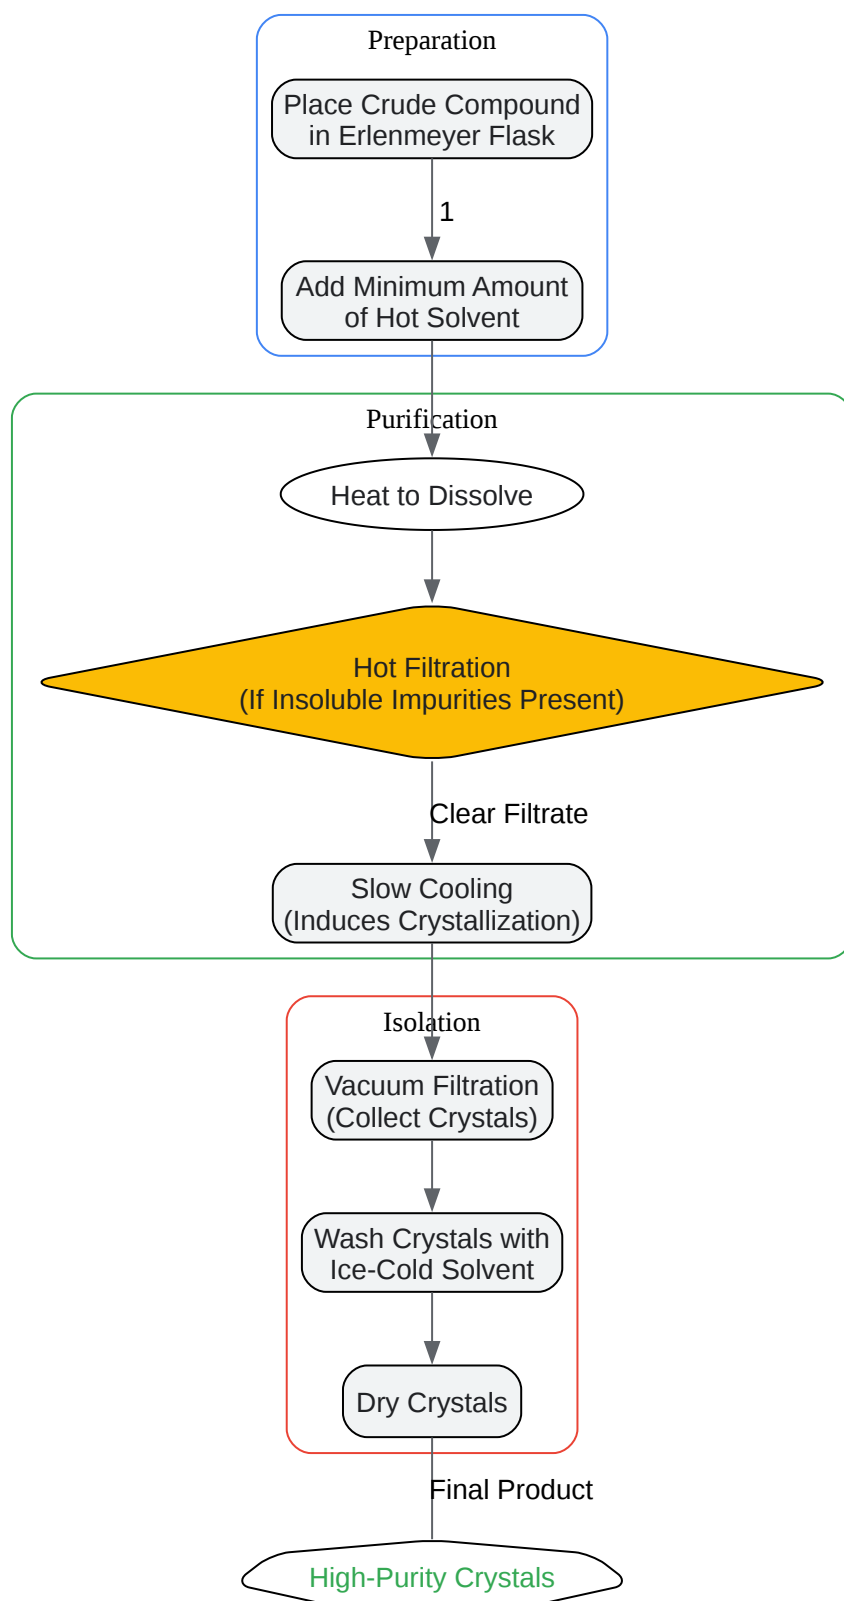 Preparation
Place Crude Compound
in Erlenmeyer Flask
1
Add Minimum Amount
of Hot Solvent
Purification
Heat to Dissolve
Hot Filtration
(If Insoluble Impurities Present)
Clear Filtrate
Slow Cooling
(Induces Crystallization)
Isolation
Vacuum Filtration
(Collect Crystals)
Wash Crystals with
Ice-Cold Solvent
Dry Crystals
Final Product
High-Purity Crystals